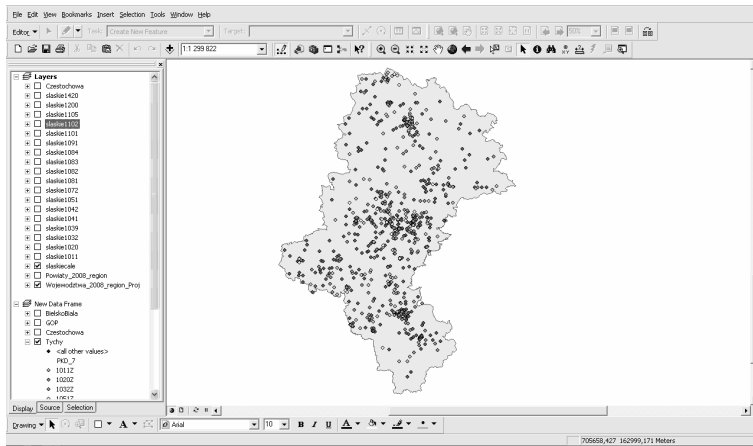 File Edit View Bookmarks Insert Selection Tools Window Help
Editor Task: Create New Feature Target: 90%
1:1 299 822
Layers
Czestochowa
slaskie1420
slaskie1200
slaskie1105
slaskie1102
slaskie1101
slaskie1091
slaskie1084
slaskie1083
slaskie1082
slaskie1081
slaskie1072
slaskie1051
slaskie1042
slaskie1041
slaskie1039
slaskie1032
slaskie1020
slaskie1011
slaskiecale
Powiaty_2008_region
Wojewodztwa_2008_region_Proj
New Data Frame
BielskoBiala
GOP
Czestochowa
Tychy
<all other values>
PKD_7
1011Z
1020Z
1032Z
1051Z
Display Source Selection
Drawing A Arial 10 B I U A
705658,427 162999,171 Meters